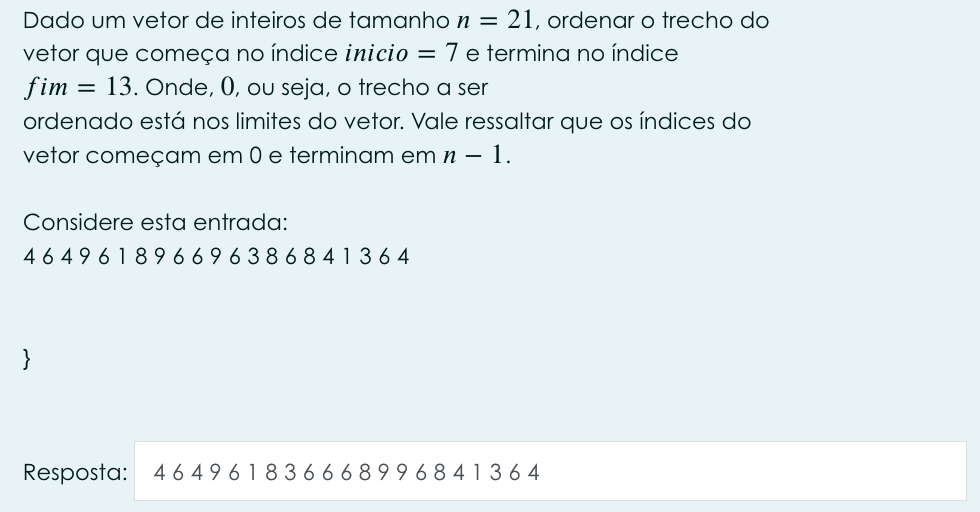 Dado um vetor de inteiros de tamanho n = 21, ordenar o trecho do
vetor que começa no índice inicio = 7 e termina no índice
fim = 13. Onde, 0, ou seja, o trecho a ser
ordenado está nos limites do vetor. Vale ressaltar que os índices do
vetor começam em 0 e terminam em n − 1.
Considere esta entrada:
4 6 4 9 6 1 8 9 6 6 9 6 3 8 6 8 4 1 3 6 4
}
Resposta: 4 6 4 9 6 1 8 3 6 6 6 8 9 9 6 8 4 1 3 6 4